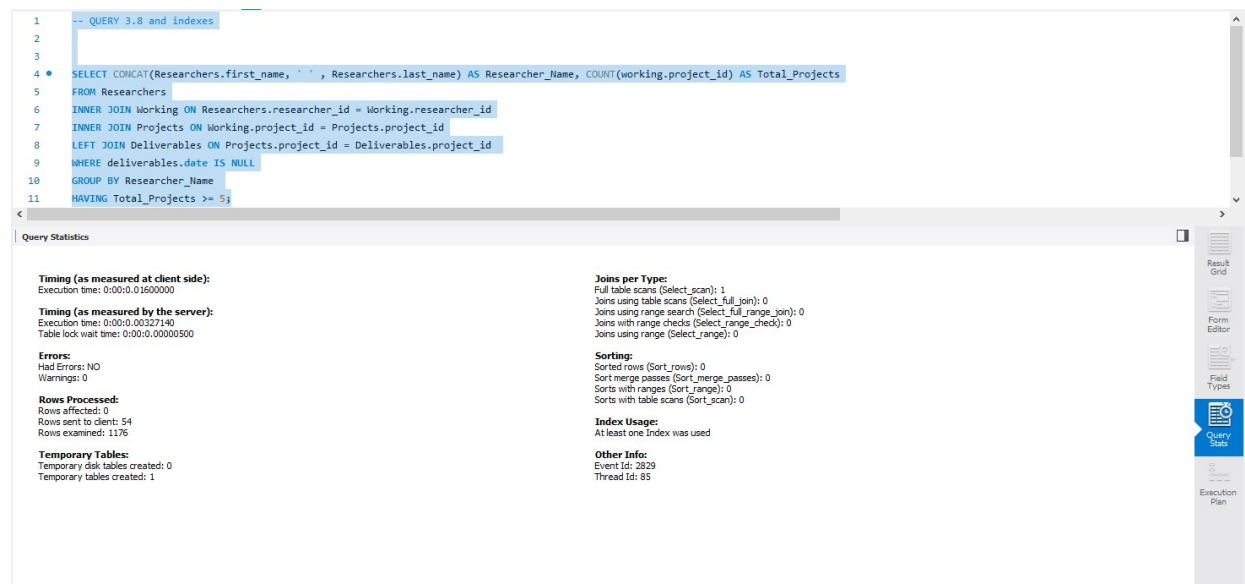 1 -- QUERY 3.8 and indexes
2
3
4 SELECT CONCAT(Researchers.first_name, ' ' , Researchers.last_name) AS Researcher_Name, COUNT(working.project_id) AS Total_Projects
5 FROM Researchers
6 INNER JOIN Working ON Researchers.researcher_id = Working.researcher_id
7 INNER JOIN Projects ON Working.project_id = Projects.project_id
8 LEFT JOIN Deliverables ON Projects.project_id = Deliverables.project_id
9 WHERE deliverables.date IS NULL
10 GROUP BY Researcher_Name
11 HAVING Total_Projects >= 5;
Query Statistics
Timing (as measured at client side):
Execution time: 0:00:0.01600000
Timing (as measured by the server):
Execution time: 0:00:0.00327140
Table lock wait time: 0:00:0.00000500
Errors:
Had Errors: NO
Warnings: 0
Rows Processed:
Rows affected: 0
Rows sent to client: 54
Rows examined: 1176
Temporary Tables:
Temporary disk tables created: 0
Temporary tables created: 1
Joins per Type:
Full table scans (Select_scan): 1
Joins using table scans (Select_full_join): 0
Joins using range search (Select_full_range_join): 0
Joins with range checks (Select_range_check): 0
Joins using range (Select_range): 0
Sorting:
Sorted rows (Sort_rows): 0
Sort merge passes (Sort_merge_passes): 0
Sorts with ranges (Sort_range): 0
Sorts with table scans (Sort_scan): 0
Index Usage:
At least one Index was used
Other Info:
Event Id: 2829
Thread Id: 85
Result
Grid
Form
Editor
Field
Types
Query
Stats
Execution
Plan